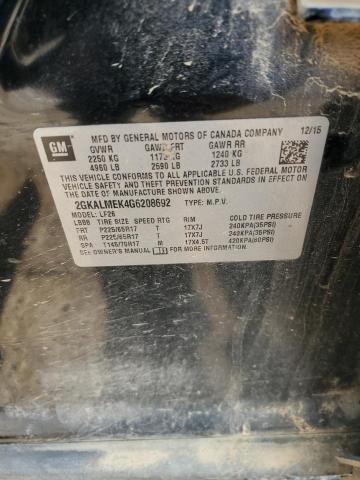 GM
MFD BY GENERAL MOTORS OF CANADA COMPANY 12/15
GVWR GAWR FRT GAWR RR
2250 KG KG 1240 KG
4960 LB 2590 LB 2733 LB
THIS VEHICLE CONFORMS TO ALL APPLICABLE U.S. FEDERAL MOTOR
VEHICLE SAFETY, AND THEFT PREVENTION STANDARDS IN EFFECT
ON THE DATE OF MANUFACTURE SHOWN ABOVE.
2GKALMEK4G6208692 TYPE: M.P.V.
MODEL: LF26
LBBB TIRE SIZE SPEED RTG RIM COLD TIRE PRESSURE
FRT P225/65R17 T 17X7J 240KPA(35PSI)
RR P225/65R17 T 17X7J 240KPA(35PSI)
SPA T145/70R17 M 17X4.5T 420KPA(60PSI)
SEE OWNER'S MANUAL FOR ADDITIONAL INFORMATION.